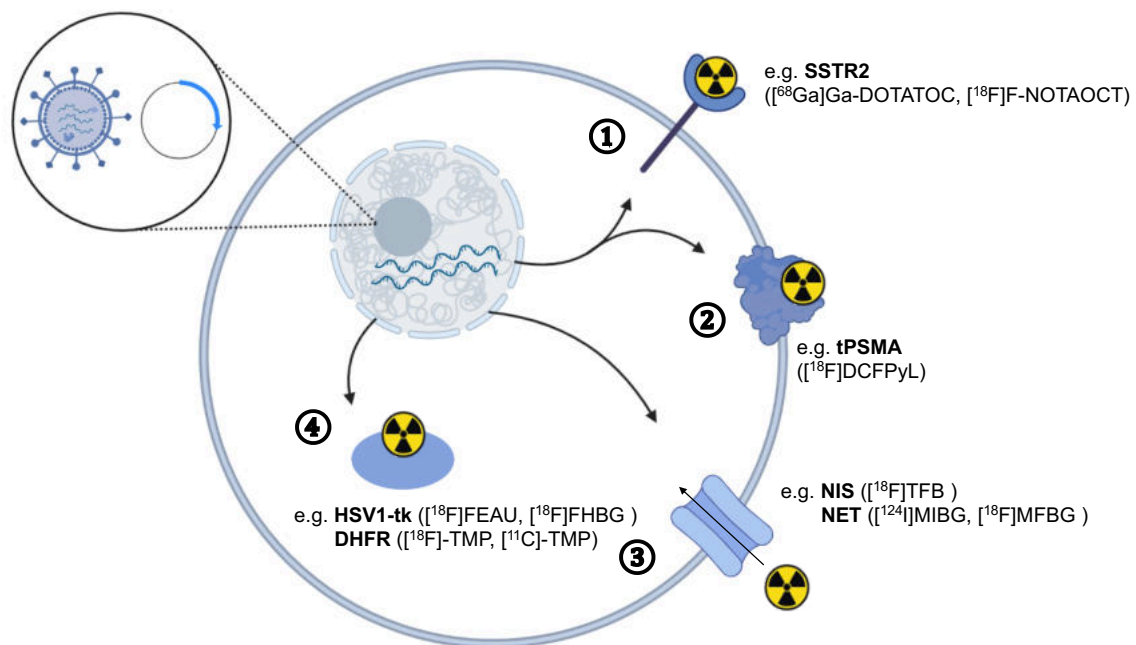 ①
e.g. SSTR2
([⁶⁸Ga]Ga-DOTATOC, [¹⁸F]F-NOTAOCT)
②
e.g. tPSMA
([¹⁸F]DCFPyL)
④
e.g. HSV1-tk ([¹⁸F]FEAU, [¹⁸F]FHBG )
DHFR ([¹⁸F]-TMP, [¹¹C]-TMP)
③
e.g. NIS ([¹⁸F]TFB )
NET ([¹²⁴I]MIBG, [¹⁸F]MFBG )